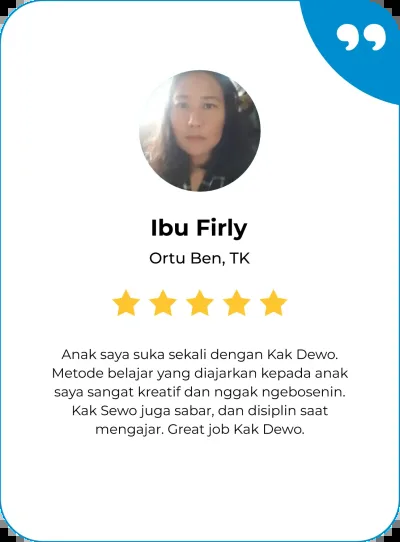 Ibu Firly
Ortu Ben, TK
Anak saya suka sekali dengan Kak Dewo.
Metode belajar yang diajarkan kepada anak
saya sangat kreatif dan nggak ngebosenin.
Kak Sewo juga sabar, dan disiplin saat
mengajar. Great job Kak Dewo.